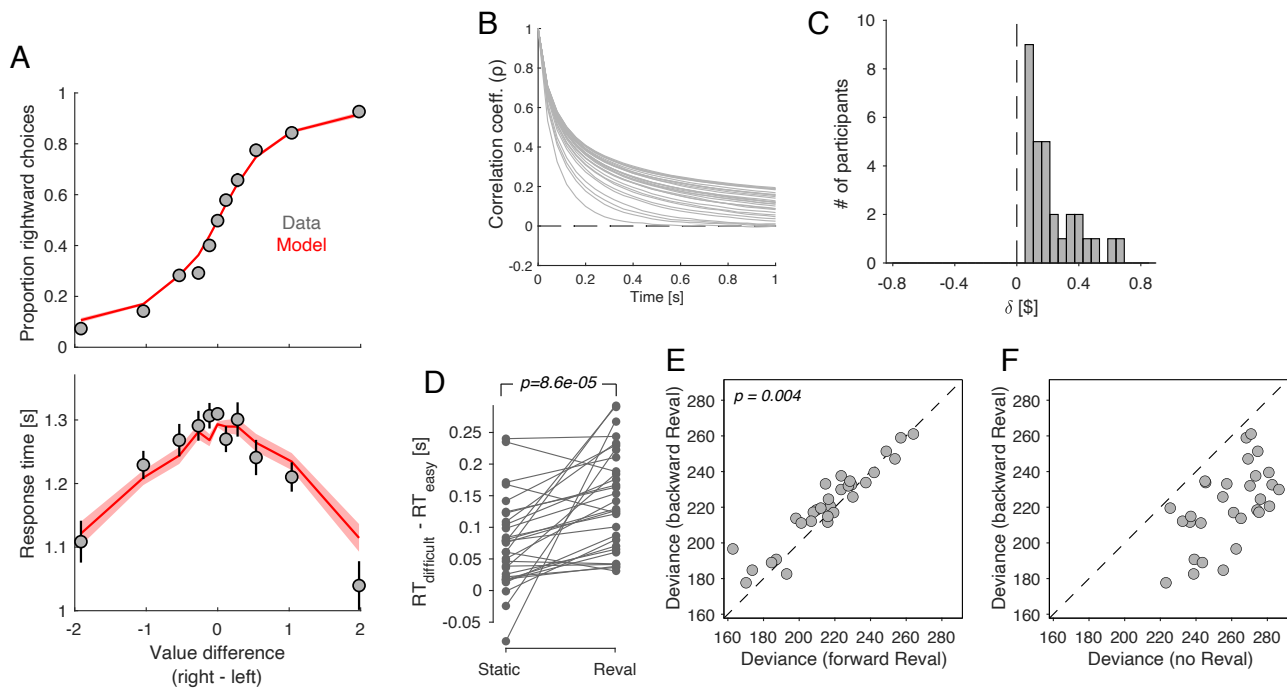 A
Proportion rightward choices
1
0.8
0.6
0.4
0.2
0
Data
Model
Response time [s]
1.3
1.2
1.1
1
-2
-1
0
1
2
Value difference
(right - left)
B
Correlation coeff. (ρ)
1
0.8
0.6
0.4
0.2
0
-0.2
0
0.2
0.4
0.6
0.8
1
Time [s]
C
# of participants
10
8
6
4
2
0
-0.8
-0.4
0
0.4
0.8
δ [$]
D
p=8.6e-05
RTdifficult - RTeasy [s]
0.25
0.2
0.15
0.1
0.05
0
-0.05
Static
Reval
E
p = 0.004
Deviance (backward Reval)
280
260
240
220
200
180
160
160
180
200
220
240
260
280
Deviance (forward Reval)
F
Deviance (backward Reval)
280
260
240
220
200
180
160
160
180
200
220
240
260
280
Deviance (no Reval)